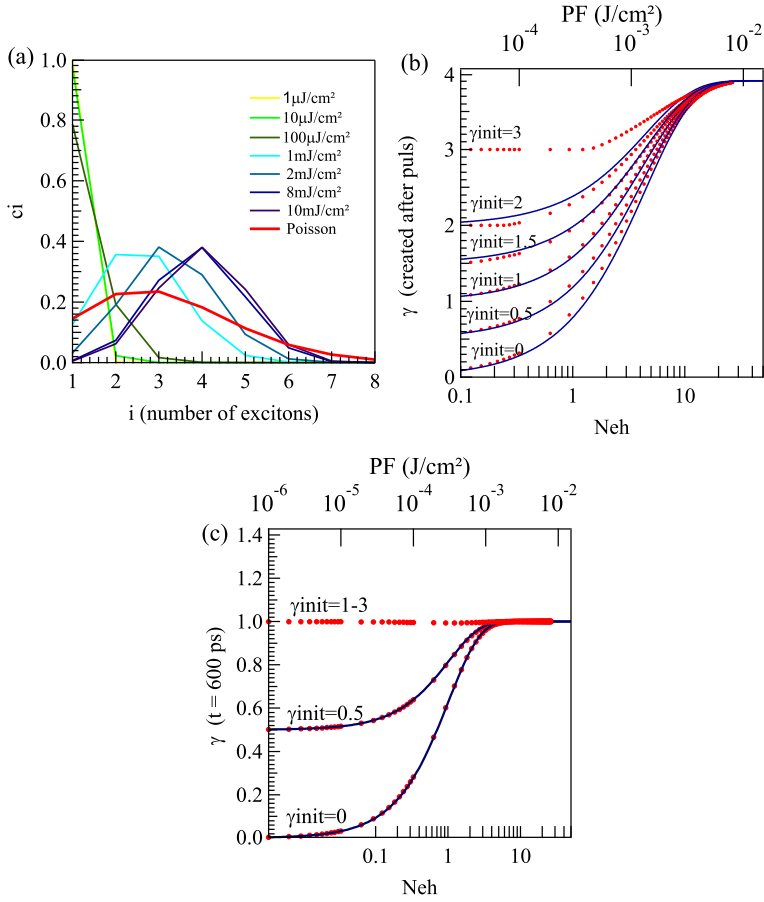 (a)
1.0
0.8
0.6
0.4
0.2
0.0
ci
1 2 3 4 5 6 7 8
i (number of excitons)
1µJ/cm²
10µJ/cm²
100µJ/cm²
1mJ/cm²
2mJ/cm²
8mJ/cm²
10mJ/cm²
Poisson
PF (J/cm²)
10⁻⁴ 10⁻³ 10⁻²
(b)
4
3
2
1
0
γ (created after puls)
γinit=3
γinit=2
γinit=1.5
γinit=1
γinit=0.5
γinit=0
0.1 1 10
Neh
PF (J/cm²)
10⁻⁶ 10⁻⁵ 10⁻⁴ 10⁻³ 10⁻²
(c)
1.4
1.2
1.0
0.8
0.6
0.4
0.2
0.0
γ (t = 600 ps)
γinit=1-3
γinit=0.5
γinit=0
0.1 1 10
Neh